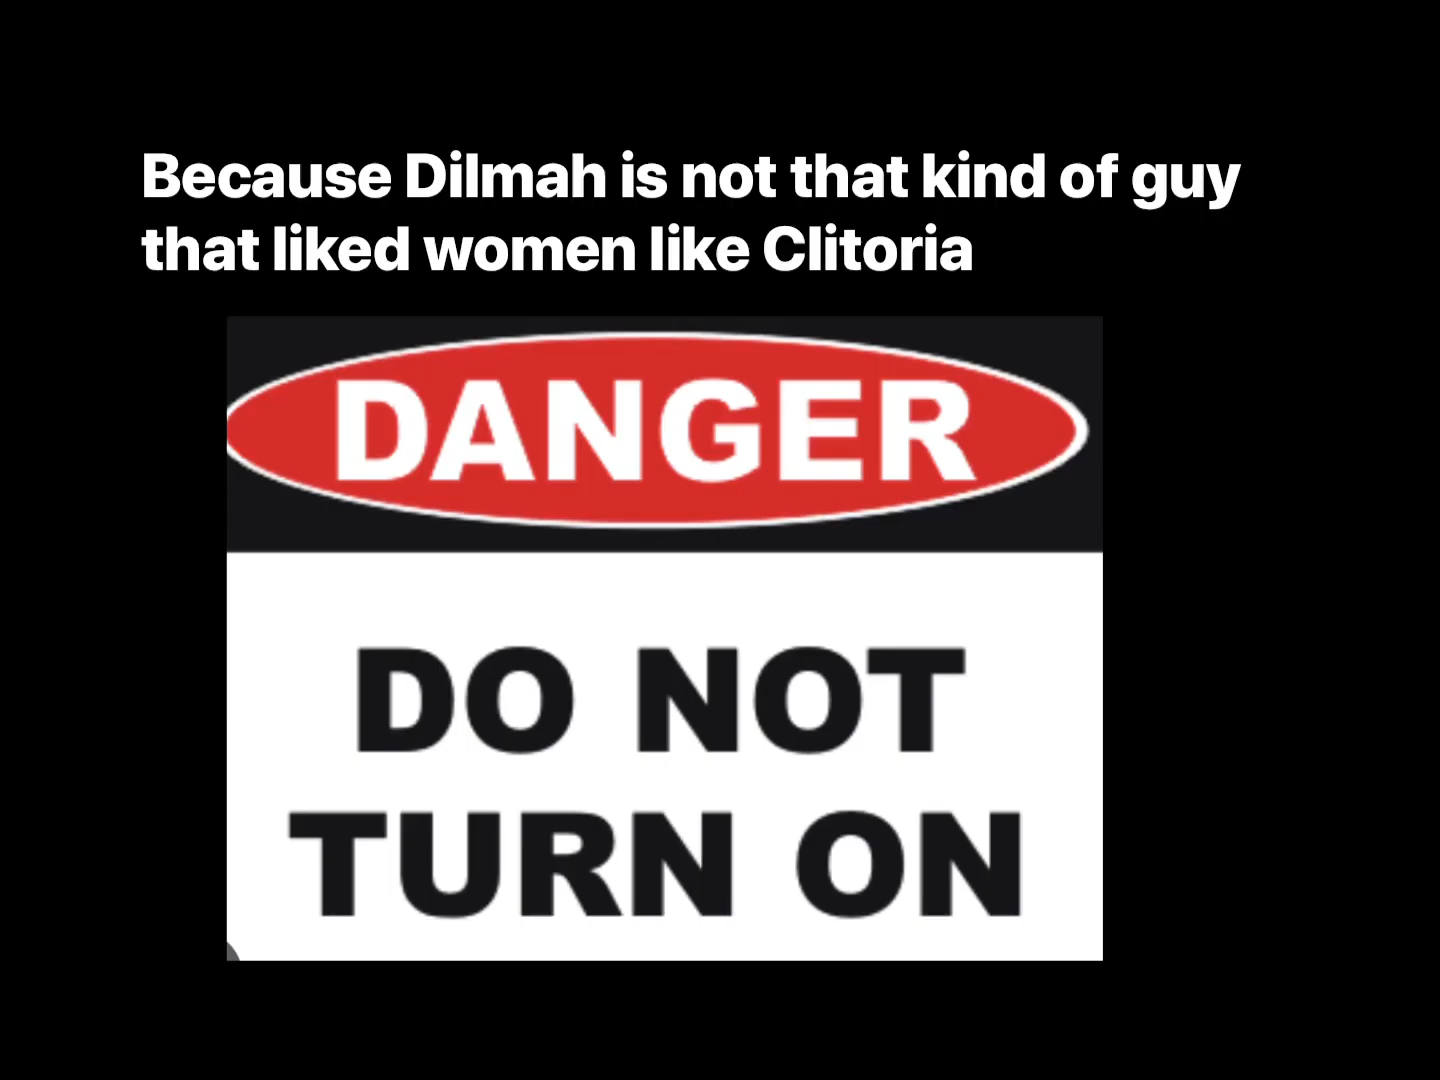 Because Dilmah is not that kind of guy
that liked women like Clitoria
DANGER
DO NOT
TURN ON